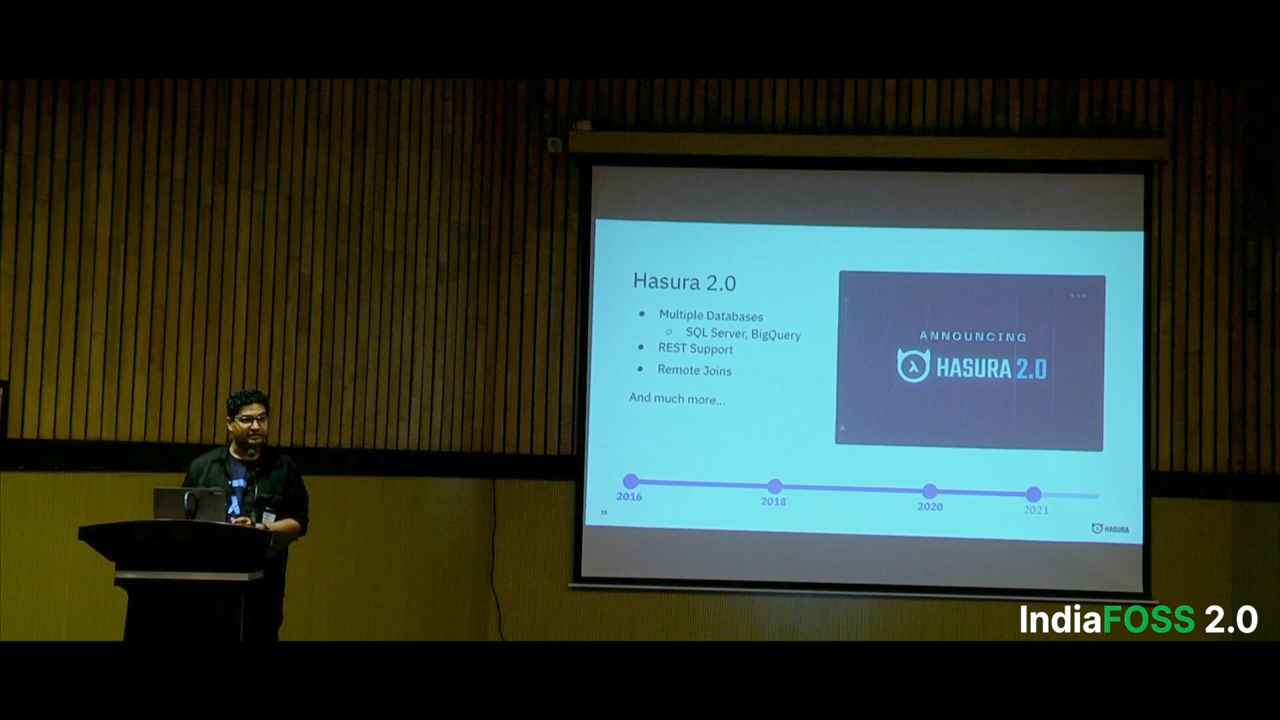 Hasura 2.0
Multiple Databases
SQL Server, BigQuery
REST Support
Remote Joins
And much more...
ANNOUNCING
HASURA 2.0
2016
2018
2020
2021
HASURA
IndiaFOSS 2.0